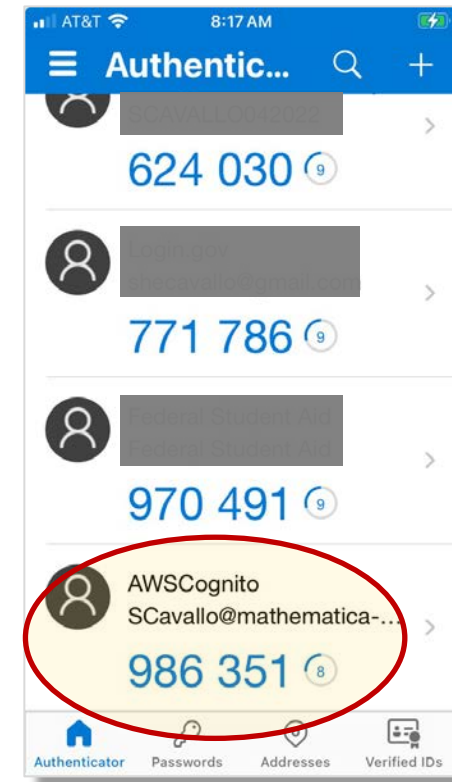 AT&T 8:17 AM
Authentic...
624 030 9
771 786 9
970 491 9
AWSCognito
SCavallo@mathematica-...
986 351 8
Authenticator Passwords Addresses Verified IDs